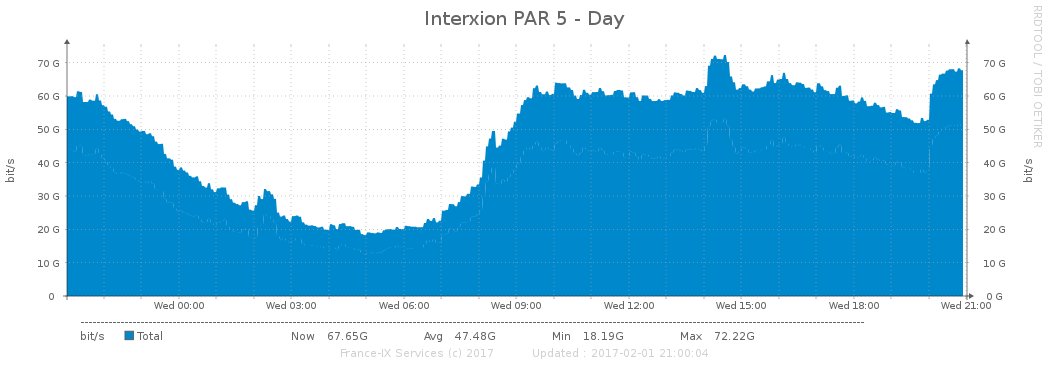 Interxion PAR 5 - Day
RRDTOOL / TOBI OETIKER
bit/s
70 G
60 G
50 G
40 G
30 G
20 G
10 G
0
70 G
60 G
50 G
40 G
30 G
20 G
10 G
0 G
bit/s
Wed 00:00 Wed 03:00 Wed 06:00 Wed 09:00 Wed 12:00 Wed 15:00 Wed 18:00 Wed 21:00
bit/s Total Now 67.65G Avg 47.48G Min 18.19G Max 72.22G
France-IX Services (c) 2017 Updated : 2017-02-01 21:00:04